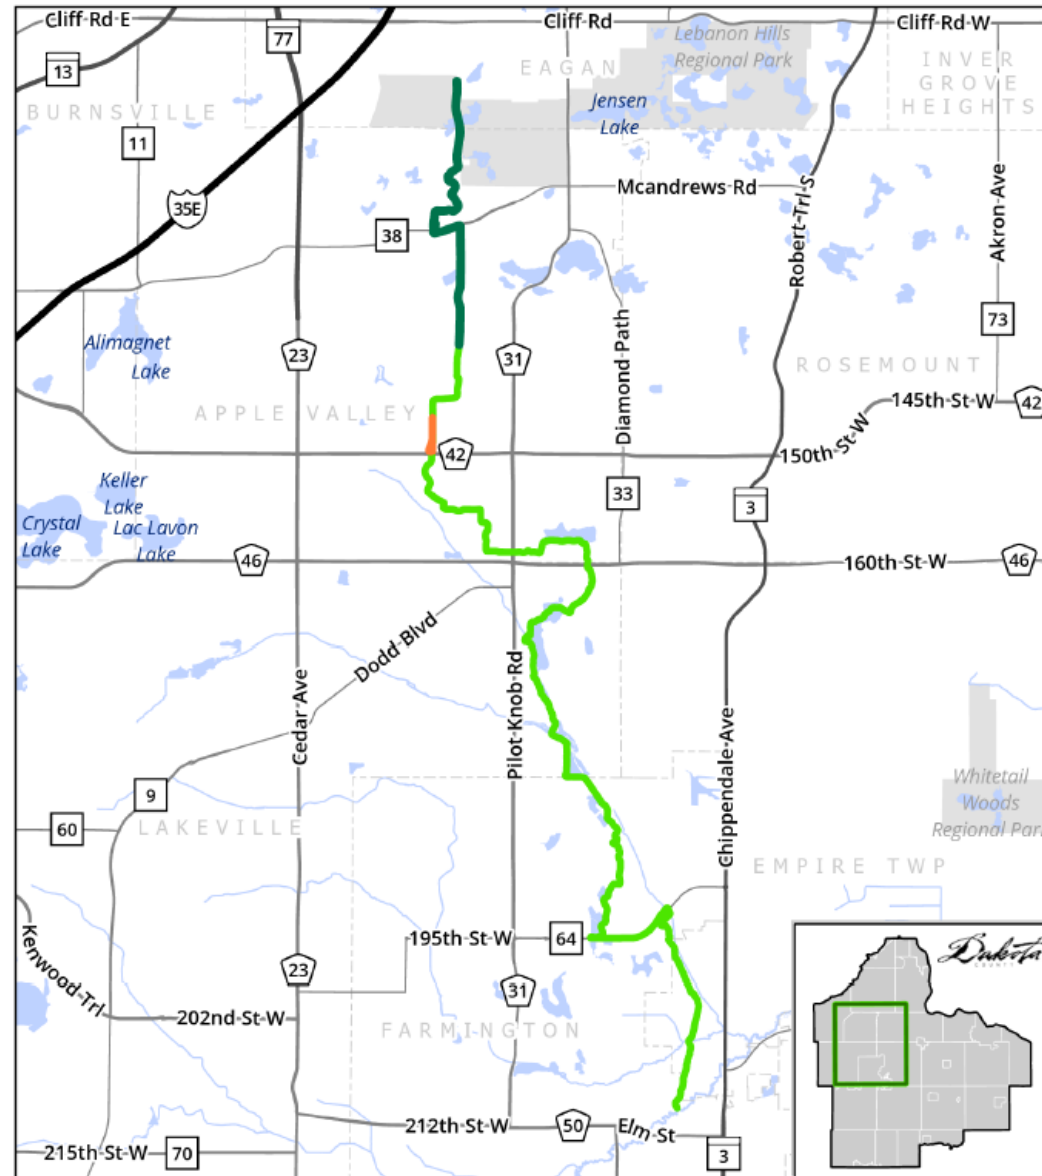 Cliff Rd E
77
Cliff Rd
Cliff Rd W
Lebanon Hills
Regional Park
13
EAGAN
INVER
GROVE
HEIGHTS
BURNSVILLE
Jensen
Lake
11
Mcandrews Rd
35E
38
Robert Trl S
Akron Ave
73
Alimagnet
Lake
23
31
Diamond Path
ROSEMOUNT
APPLE VALLEY
145th St W
42
42
150th St W
Keller
Lake
33
3
Crystal
Lake
Lac Lavon
Lake
46
160th St W
46
Dodd Blvd
Cedar Ave
Pilot Knob Rd
Chippendale Ave
Whitetail
Woods
Regional Par
9
60
LAKEVILLE
EMPIRE TWP
Kenwood Trl
195th St W
64
23
31
202nd St W
FARMINGTON
Dakota
COUNTY
212th St W
50
Elm St
215th St W
70
3